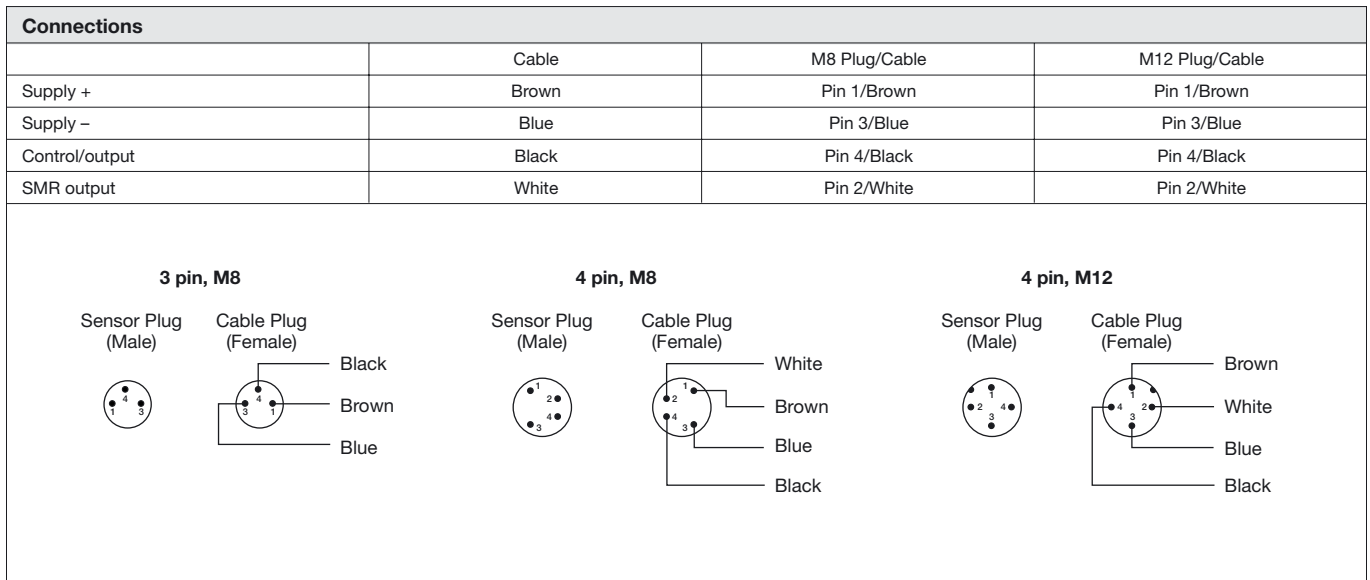 Connections
Cable M8 Plug/Cable M12 Plug/Cable
Supply + Brown Pin 1/Brown Pin 1/Brown
Supply – Blue Pin 3/Blue Pin 3/Blue
Control/output Black Pin 4/Black Pin 4/Black
SMR output White Pin 2/White Pin 2/White
3 pin, M8
Sensor Plug (Male)
1 4 3
Cable Plug (Female)
3 4 1
Black
Brown
Blue
4 pin, M8
Sensor Plug (Male)
1
2
4
3
Cable Plug (Female)
1
2
4
3
White
Brown
Blue
Black
4 pin, M12
Sensor Plug (Male)
1
2 4
3
Cable Plug (Female)
1
4 2
3
Brown
White
Blue
Black